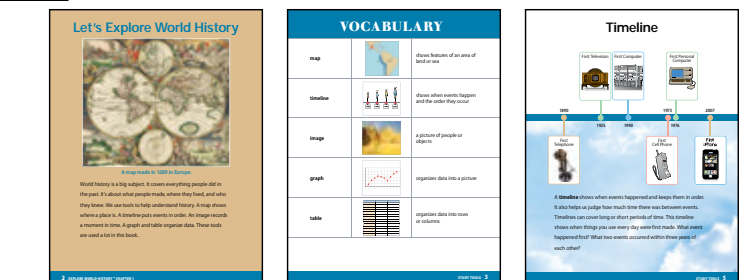 Let's Explore World History
A map made in 1689 in Europe.
World history is a big subject. It covers everything people did in
the past. It's about what people made, where they lived, and who
they knew. We use tools to help understand history. A map shows
where a place is. A timeline puts events in order. An image records
a moment in time. A graph and table organize data. These tools
are used a lot in this book.
2 EXPLORE WORLD HISTORY™ CHAPTER 1
VOCABULARY
map
shows features of an area of
land or sea
timeline
shows when events happen
and the order they occur
image
a picture of people or
objects
graph
organizes data into a picture
table
organizes data into rows
or columns
STUDY TOOLS 3
Timeline
First Television
First Computer
First Personal
Computer
1890
1973
2007
1925
1940
1976
First
Telephone
First
Cell Phone
First
iPhone
A timeline shows when events happened and keeps them in order.
It also helps us judge how much time there was between events.
Timelines can cover long or short periods of time. This timeline
shows when things you use every day were first made. What event
happened first? What two events occurred within three years of
each other?
STUDY TOOLS 5